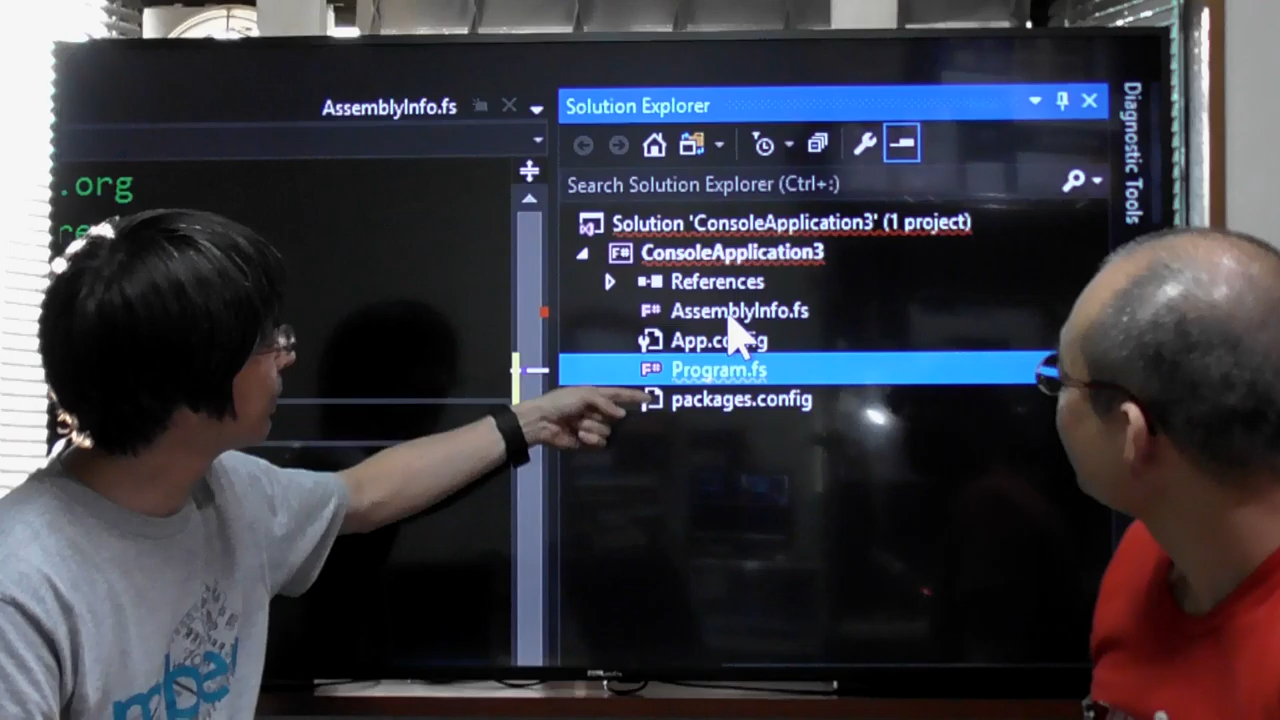 AssemblyInfo.fs
.org
Solution Explorer
Search Solution Explorer (Ctrl+:)
Solution 'ConsoleApplication3' (1 project)
F# ConsoleApplication3
References
F# AssemblyInfo.fs
F# Program.fs
packages.config
Diagnostic Tools